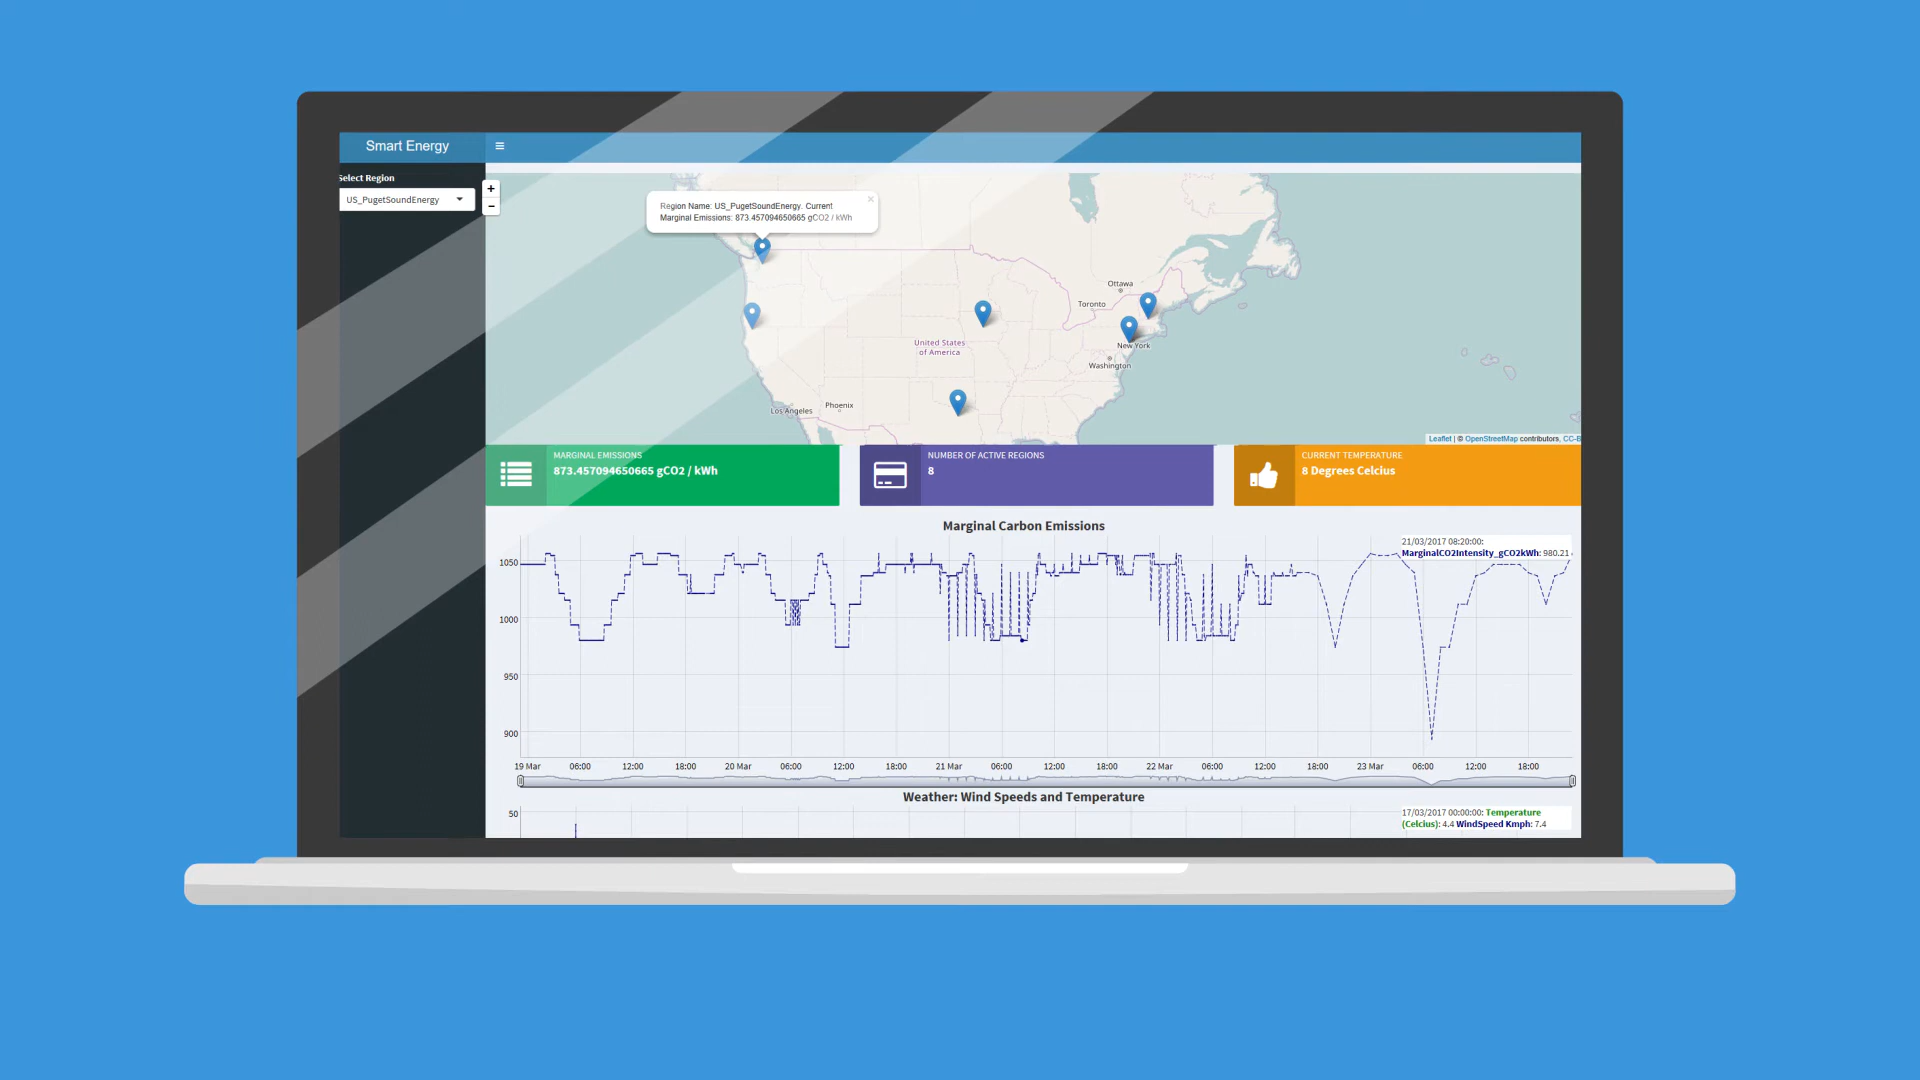 Smart Energy
Select Region
US_PugetSoundEnergy
+
−
Region Name: US_PugetSoundEnergy. Current
Marginal Emissions: 873.457094650665 gCO2 / kWh
×
Ottawa
Toronto
United States
of America
New York
Washington
Los Angeles
Phoenix
Leaflet | © OpenStreetMap contributors, CC-B
MARGINAL EMISSIONS
873.457094650665 gCO2 / kWh
NUMBER OF ACTIVE REGIONS
8
CURRENT TEMPERATURE
8 Degrees Celcius
Marginal Carbon Emissions
21/03/2017 08:20:00:
MarginalCO2Intensity_gCO2kWh: 980.21
1050
1000
950
900
19 Mar 06:00 12:00 18:00 20 Mar 06:00 12:00 18:00 21 Mar 06:00 12:00 18:00 22 Mar 06:00 12:00 18:00 23 Mar 06:00 12:00 18:00
Weather: Wind Speeds and Temperature
50
17/03/2017 00:00:00: Temperature
(Celcius): 4.4 WindSpeed Kmph: 7.4